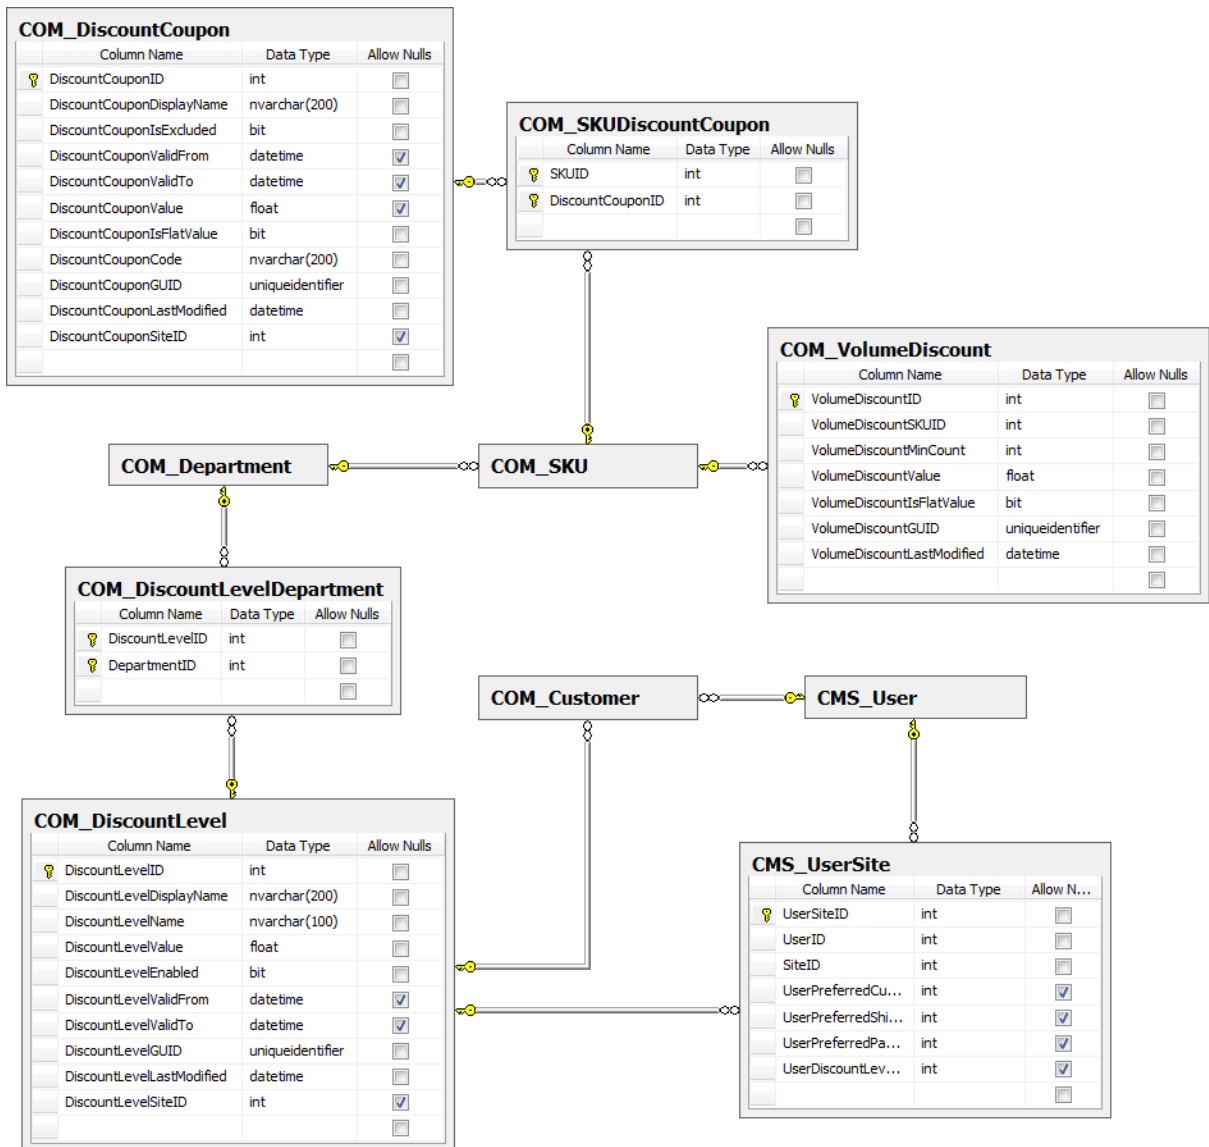 COM_DiscountCoupon
Column Name Data Type Allow Nulls
DiscountCouponID int
DiscountCouponDisplayName nvarchar(200)
DiscountCouponIsExcluded bit
DiscountCouponValidFrom datetime
DiscountCouponValidTo datetime
DiscountCouponValue float
DiscountCouponIsFlatValue bit
DiscountCouponCode nvarchar(200)
DiscountCouponGUID uniqueidentifier
DiscountCouponLastModified datetime
DiscountCouponSiteID int
COM_SKUDiscountCoupon
Column Name Data Type Allow Nulls
SKUID int
DiscountCouponID int
COM_VolumeDiscount
Column Name Data Type Allow Nulls
VolumeDiscountID int
VolumeDiscountSKUID int
VolumeDiscountMinCount int
VolumeDiscountValue float
VolumeDiscountIsFlatValue bit
VolumeDiscountGUID uniqueidentifier
VolumeDiscountLastModified datetime
COM_Department
COM_SKU
COM_DiscountLevelDepartment
Column Name Data Type Allow Nulls
DiscountLevelID int
DepartmentID int
COM_Customer
CMS_User
COM_DiscountLevel
Column Name Data Type Allow Nulls
DiscountLevelID int
DiscountLevelDisplayName nvarchar(200)
DiscountLevelName nvarchar(100)
DiscountLevelValue float
DiscountLevelEnabled bit
DiscountLevelValidFrom datetime
DiscountLevelValidTo datetime
DiscountLevelGUID uniqueidentifier
DiscountLevelLastModified datetime
DiscountLevelSiteID int
CMS_UserSite
Column Name Data Type Allow N...
UserSiteID int
UserID int
SiteID int
UserPreferredCu... int
UserPreferredShi... int
UserPreferredPa... int
UserDiscountLev... int